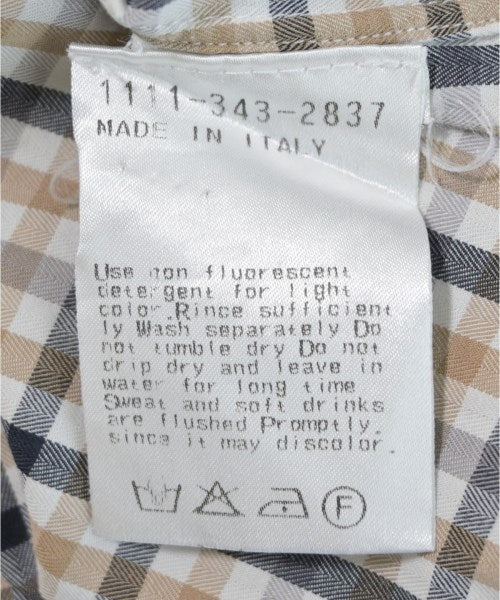 1111-343-2837
MADE IN ITALY
Use non fluorescent
detergent for light
color.Rince sufficient
ly Wash separately Do
not tumble dry Do not
drip dry and leave in
water for long time
Sweat and soft drinks
are flushed Promptly.
since it may discolor.
F